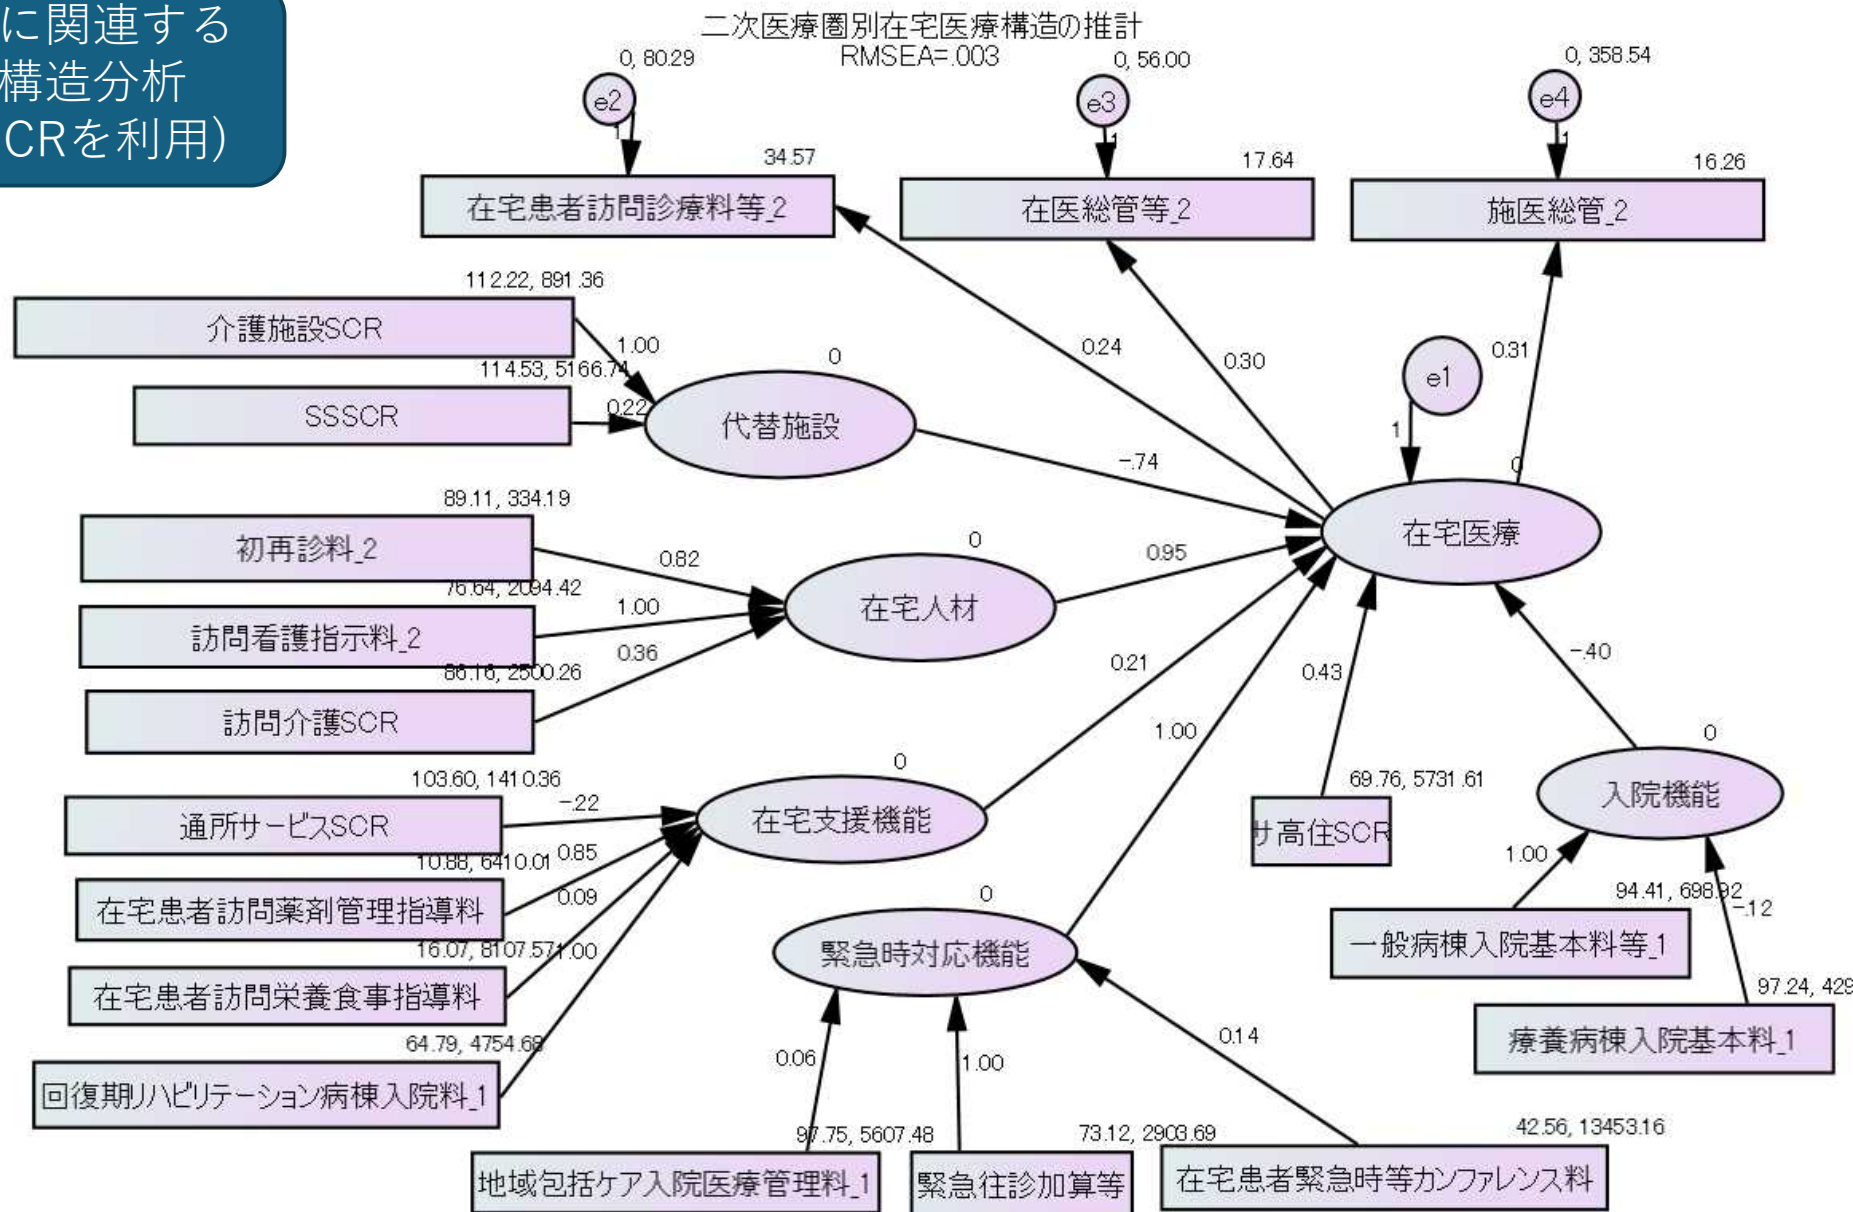 に関連する
構造分析
CRを利用)
二次医療圏別在宅医療構造の推計
RMSEA=.003
0, 80.29
e2
1
34.57
在宅患者訪問診療料等_2
0, 56.00
e3
1
17.64
在医総管等_2
0, 358.54
e4
1
16.26
施医総管_2
112.22, 891.36
介護施設SCR
1.00
114.53, 5166.74
SSSCR
0.22
0
代替施設
-.74
0.24
0.30
0.31
e1
1
0
在宅医療
89.11, 334.19
初再診料_2
0.82
76.64, 2094.42
訪問看護指示料_2
1.00
86.16, 2500.26
訪問介護SCR
0.36
0
在宅人材
0.95
103.60, 1410.36
通所サービスSCR
-.22
10.88, 6410.01
在宅患者訪問薬剤管理指導料
0.85
16.07, 8107.57
在宅患者訪問栄養食事指導料
0.09
64.79, 4754.68
回復期リハビリテーション病棟入院料_1
1.00
0
在宅支援機能
0.21
0
緊急時対応機能
1.00
97.75, 5607.48
地域包括ケア入院医療管理料_1
0.06
73.12, 2903.69
緊急往診加算等
1.00
42.56, 13453.16
在宅患者緊急時等カンファレンス料
0.14
69.76, 5731.61
サ高住SCR
0.43
0
入院機能
-.40
94.41, 698.92
一般病棟入院基本料等_1
1.00
97.24, 429
療養病棟入院基本料_1
-.12